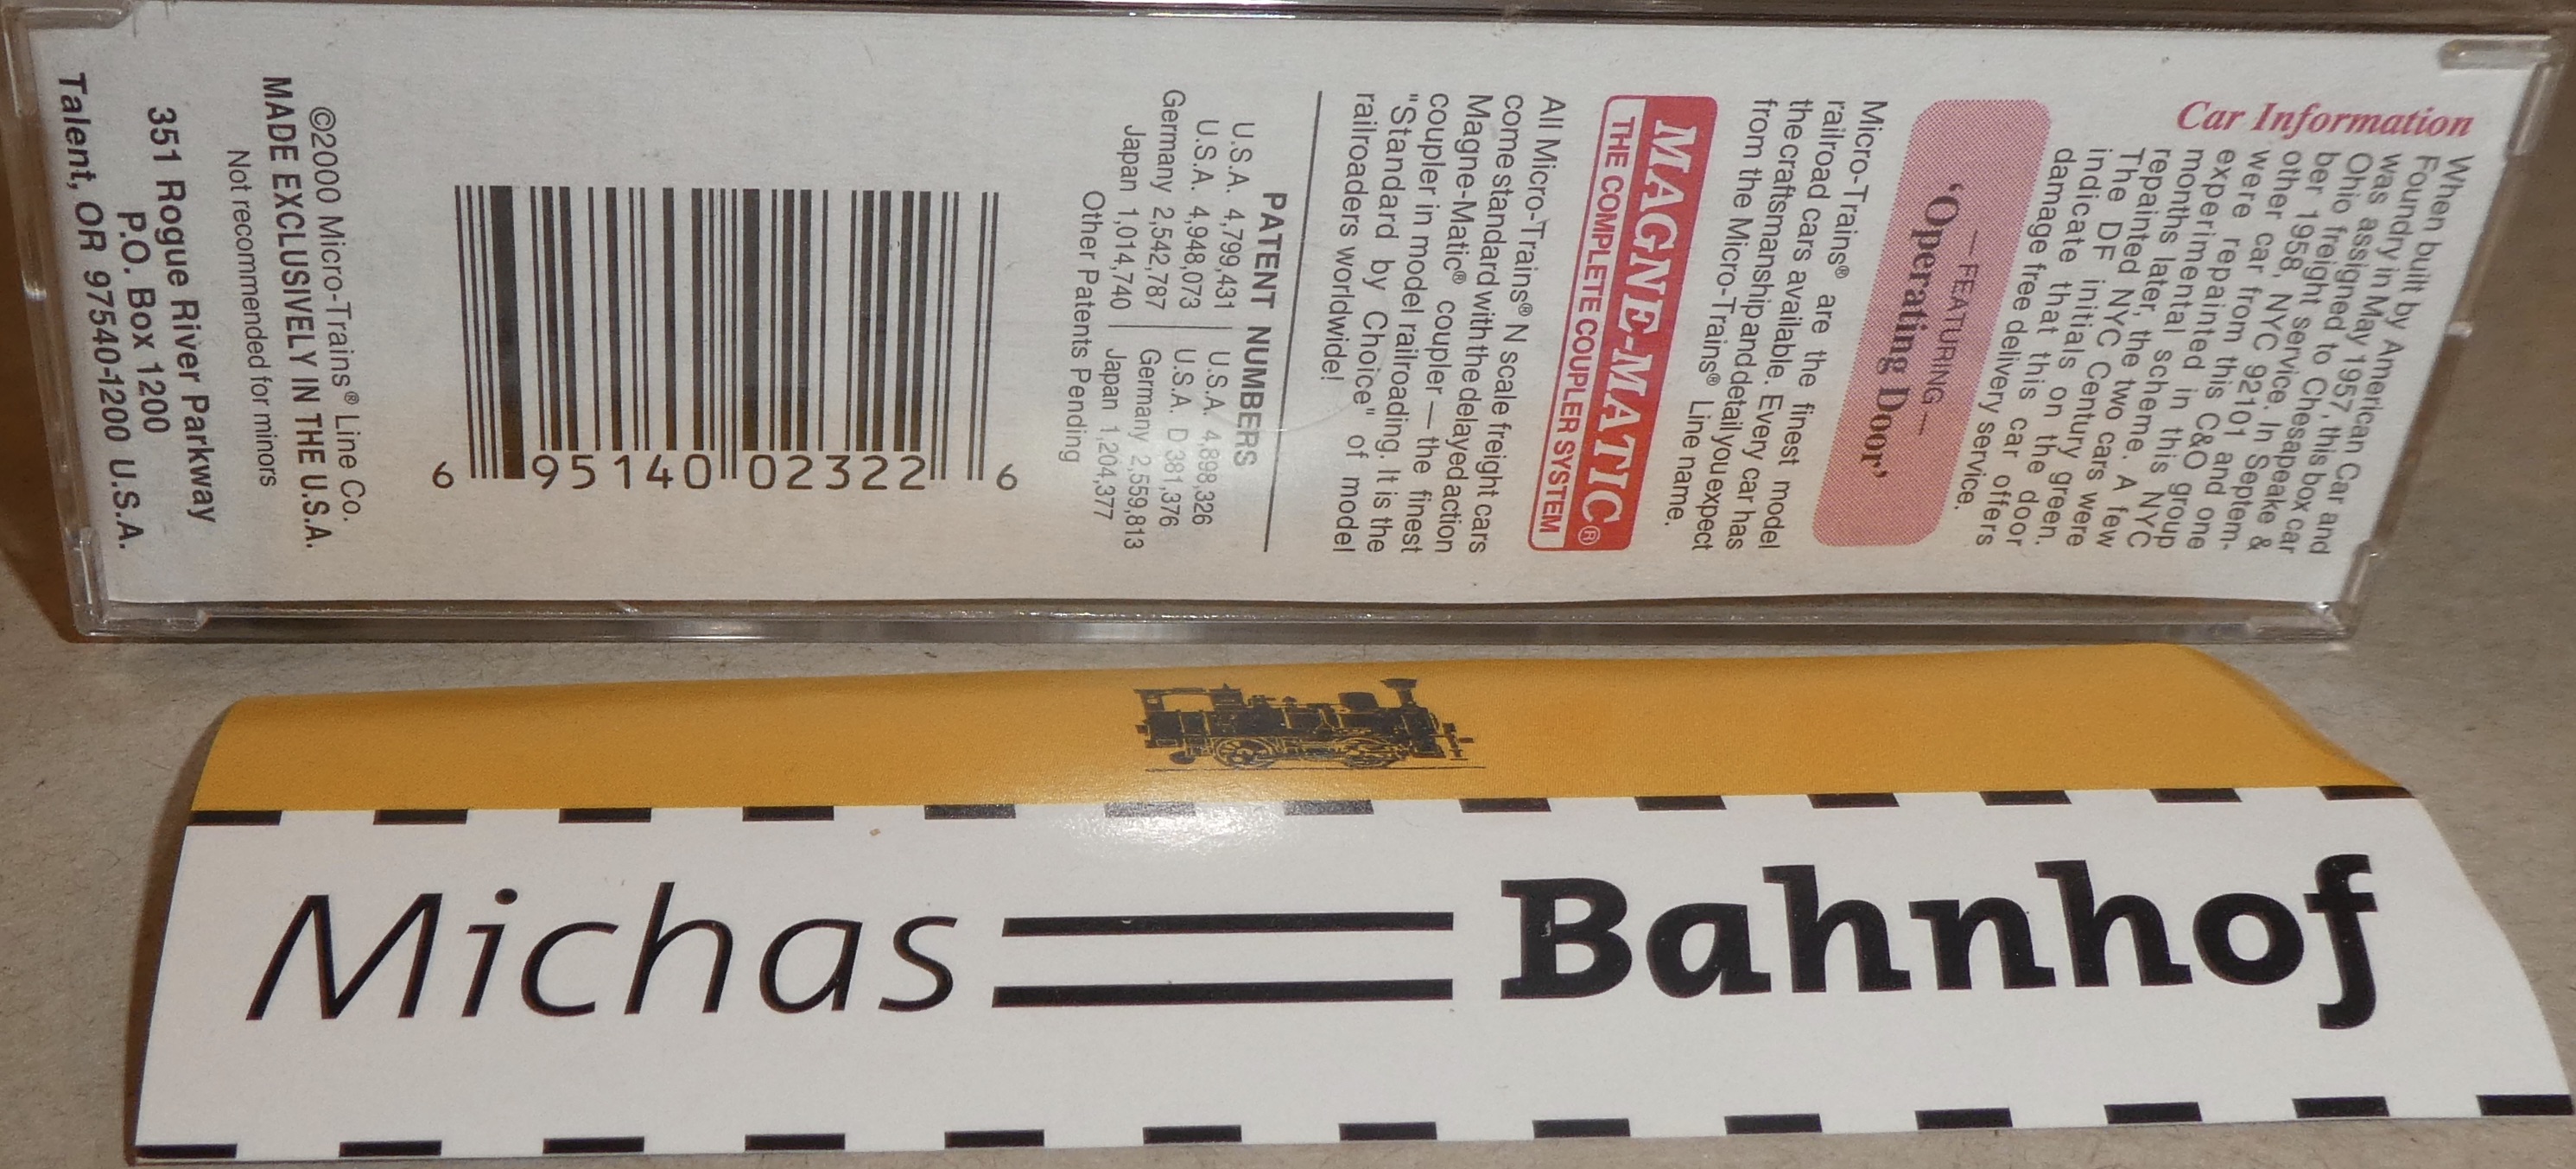 Car Information
When built by American Car and
Foundry in May 1957, this box car
was assigned to Chesapeake &
Ohio freight service. In Septem-
ber 1958, NYC 92101 and one
other car from this C&O group
were repainted in this NYC
experimental scheme. A few
months later, the two cars were
repainted NYC Century green.
The DF initials on the door
indicate that this car offers
damage free delivery service.
— FEATURING —
‘Operating Door’
Micro-Trains® are the finest model
railroad cars available. Every car has
the craftsmanship and detail you expect
from the Micro-Trains® Line name.
MAGNE-MATIC®
THE COMPLETE COUPLER SYSTEM
All Micro-Trains® N scale freight cars
come standard with the delayed action
Magne-Matic® coupler — the finest
coupler in model railroading. It is the
"Standard by Choice" of model
railroaders worldwide!
PATENT NUMBERS
U.S.A. 4,799,431 | U.S.A. 4,898,326
U.S.A. 4,948,073 | U.S.A. D 381,376
Germany 2,542,787 | Germany 2,559,813
Japan 1,014,740 | Japan 1,204,377
Other Patents Pending
6 95140 02322 6
©2000 Micro-Trains® Line Co.
MADE EXCLUSIVELY IN THE U.S.A.
Not recommended for minors
351 Rogue River Parkway
P.O. Box 1200
Talent, OR 97540-1200 U.S.A.
Michas Bahnhof